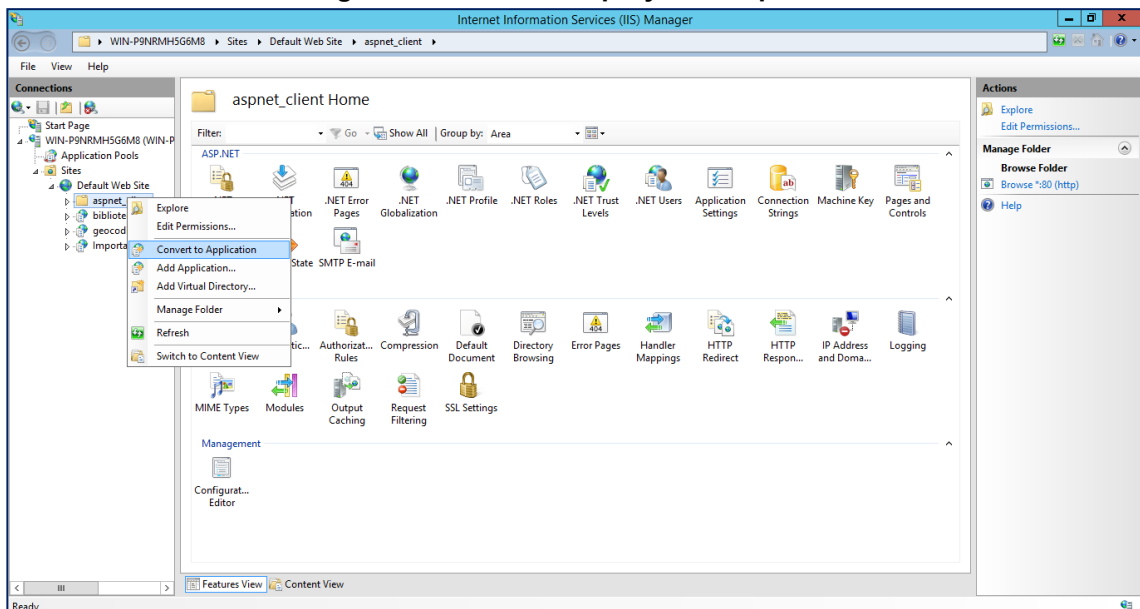 Internet Information Services (IIS) Manager
WIN-P9NRMH5G6M8 Sites Default Web Site aspnet_client
File View Help
Connections
Start Page
WIN-P9NRMH5G6M8 (WIN-P
Application Pools
Sites
Default Web Site
aspnet_
bibliote
geocod
Importa
Explore
Edit Permissions...
Convert to Application
Add Application...
Add Virtual Directory...
Manage Folder
Refresh
Switch to Content View
aspnet_client Home
Filter: Go Show All Group by: Area
ASP.NET
.NET Error Pages
.NET Globalization
.NET Profile
.NET Roles
.NET Trust Levels
.NET Users
Application Settings
Connection Strings
Machine Key
Pages and Controls
State
SMTP E-mail
Authorizat... Rules
Compression
Default Document
Directory Browsing
Error Pages
Handler Mappings
HTTP Redirect
HTTP Respon...
IP Address and Doma...
Logging
MIME Types
Modules
Output Caching
Request Filtering
SSL Settings
Management
Configurat... Editor
Features View Content View
Actions
Explore
Edit Permissions...
Manage Folder
Browse Folder
Browse *:80 (http)
Help
Ready